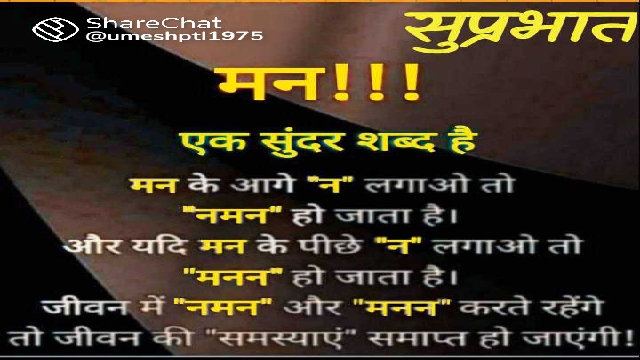 ShareChat
@umeshptl1975
सुप्रभात
मन!!!
एक सुंदर शब्द है
मन के आगे "न" लगाओ तो
"नमन" हो जाता है।
और यदि मन के पीछे "न" लगाओ तो
"मनन" हो जाता है।
जीवन में "नमन" और "मनन" करते रहेंगे
तो जीवन की "समस्याएं" समाप्त हो जाएंगी!